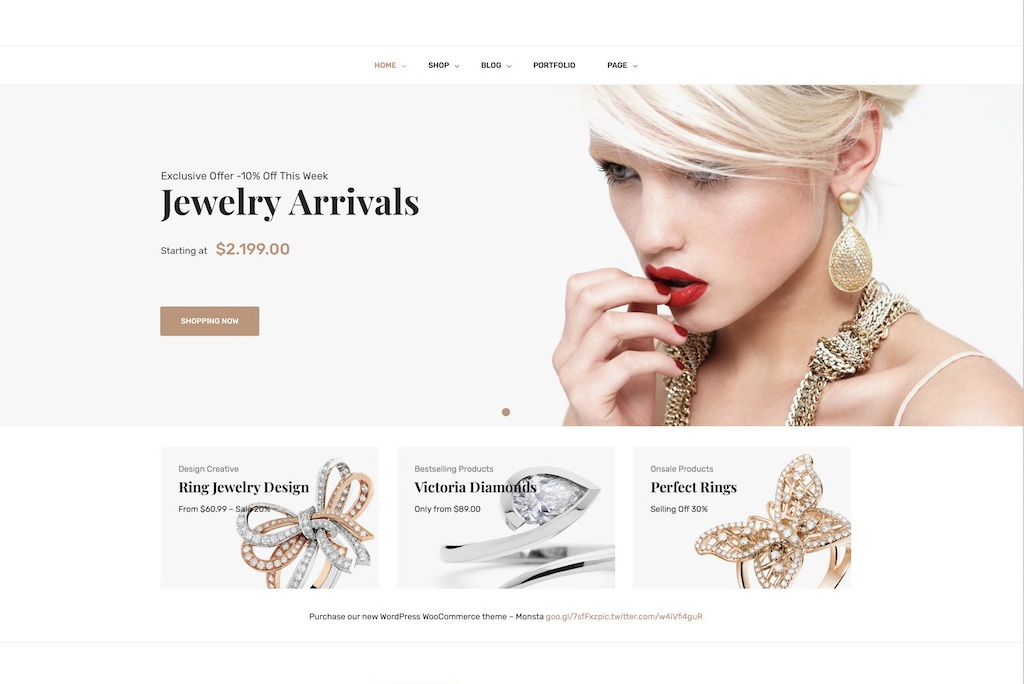 HOME SHOP BLOG PORTFOLIO PAGE
Exclusive Offer -10% Off This Week
Jewelry Arrivals
Starting at $2.199.00
SHOPPING NOW
Design Creative
Ring Jewelry Design
From $60.99 – Sale 20%
Bestselling Products
Victoria Diamonds
Only from $89.00
Onsale Products
Perfect Rings
Selling Off 30%
Purchase our new WordPress WooCommerce theme – Monsta goo.gl/7sfFxzpic.twitter.com/w4iVfi4guR